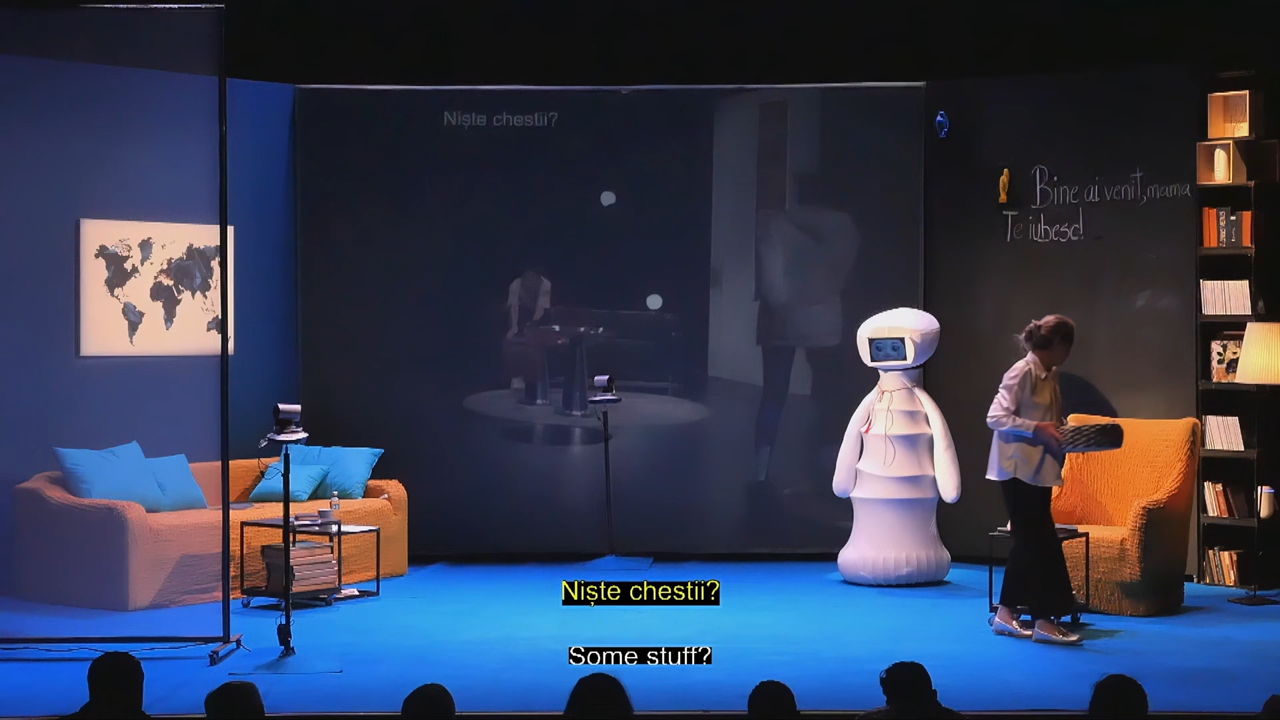 Niște chestii?
Bine ai venit, mama
Te iubesc!
Niște chestii?
Some stuff?